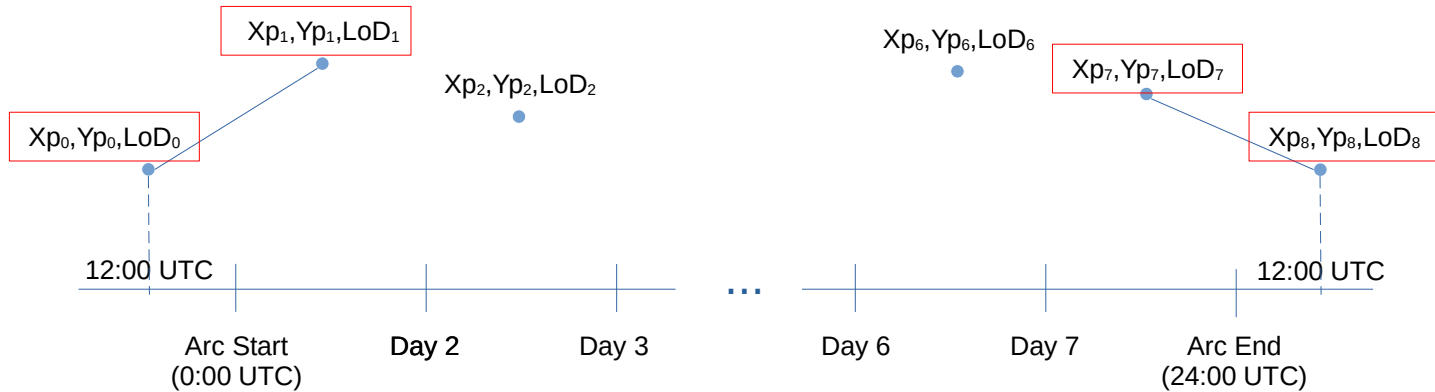 Xp₁,Yp₁,LoD₁
Xp₆,Yp₆,LoD₆
Xp₇,Yp₇,LoD₇
Xp₂,Yp₂,LoD₂
Xp₀,Yp₀,LoD₀
Xp₈,Yp₈,LoD₈
12:00 UTC
...
12:00 UTC
Arc Start
(0:00 UTC)
Day 2
Day 3
Day 6
Day 7
Arc End
(24:00 UTC)